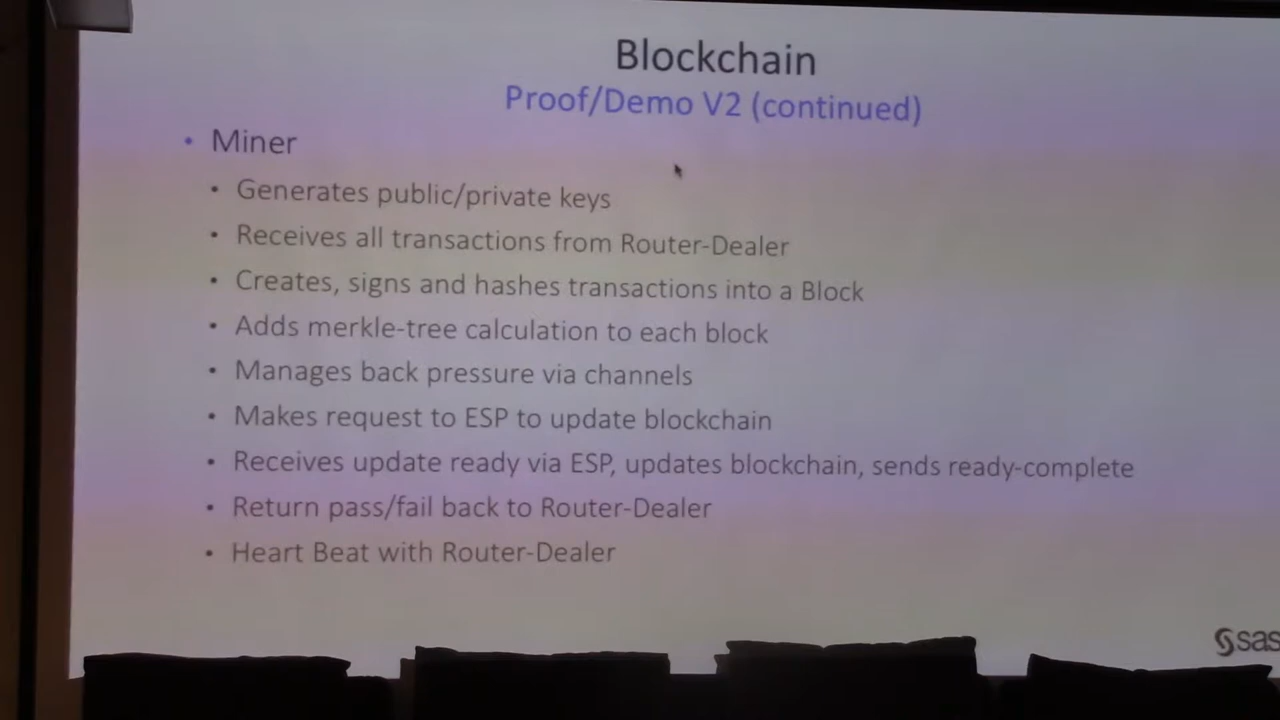 Blockchain
Proof/Demo V2 (continued)
• Miner
• Generates public/private keys
• Receives all transactions from Router-Dealer
• Creates, signs and hashes transactions into a Block
• Adds merkle-tree calculation to each block
• Manages back pressure via channels
• Makes request to ESP to update blockchain
• Receives update ready via ESP, updates blockchain, sends ready-complete
• Return pass/fail back to Router-Dealer
• Heart Beat with Router-Dealer
sas